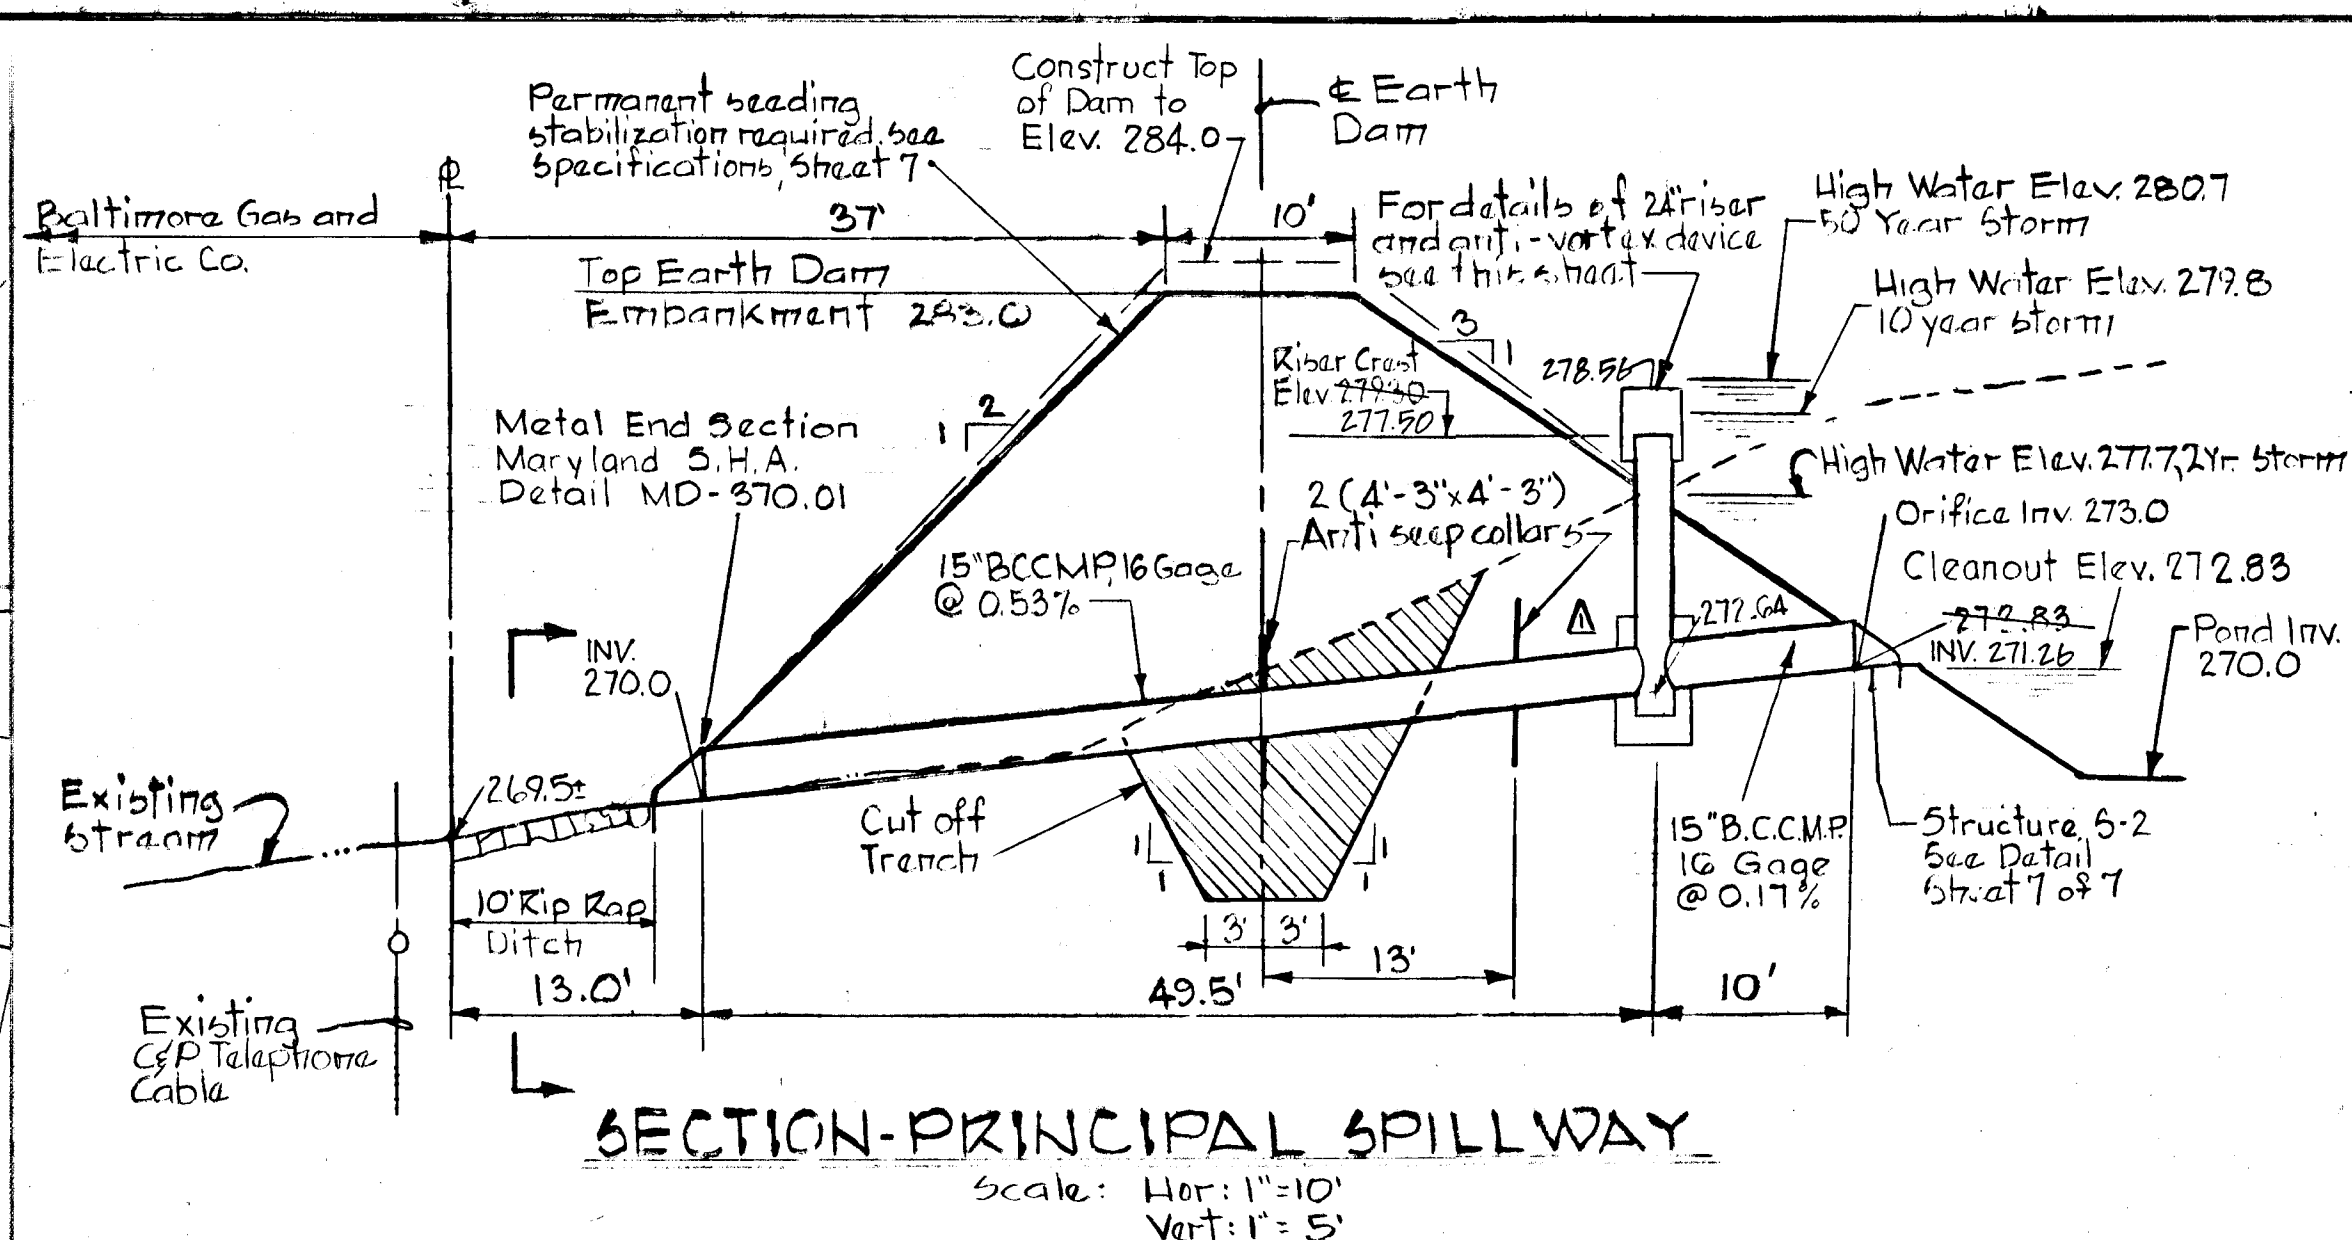 Construct Top
of Dam to
Elev. 284.0
℄ Earth
Dam
Permanent seeding
stabilization required. See
Specifications, Sheet 7
℄
Baltimore Gas and
Electric Co.
37'
10'
For details of 24" riser
and anti-vortex device
see this sheet
High Water Elev. 280.7
50 Year Storm
High Water Elev. 279.8
10 year storm
Top Earth Dam
Embankment 283.0
3
1
Riser Crest
Elev. 279.30
277.50
278.56
2
1
Metal End Section
Maryland S.H.A.
Detail MD-370.01
High Water Elev. 277.7, 2 Yr. Storm
2 (4'-3"x4'-3")
Anti seep collars
Orifice Inv. 273.0
Cleanout Elev. 272.83
15" BCCMP, 16 Gage
@ 0.53%
1
272.64
272.83
INV. 271.26
Pond Inv.
270.0
INV.
270.0
Existing
Stream
269.5±
Cut off
Trench
1
1
1
1
15" B.C.C.M.P.
16 Gage
@ 0.17%
Structure S-2
See Detail
Sheet 7 of 7
10' Rip Rap
Ditch
3'
3'
13'
13.0'
49.5'
10'
Existing
C&P Telephone
Cable
SECTION-PRINCIPAL SPILLWAY
Scale: Hor: 1"=10'
Vert: 1"= 5'